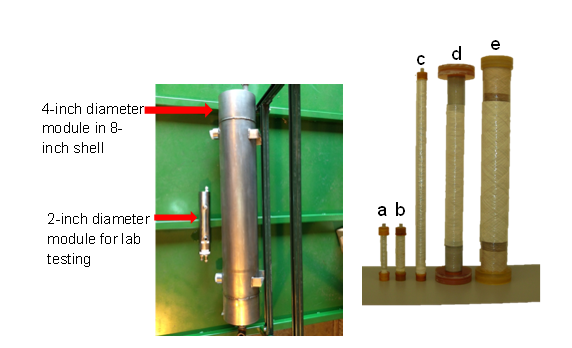 4-inch diameter
module in 8-
inch shell
2-inch diameter
module for lab
testing
a
b
c
d
e